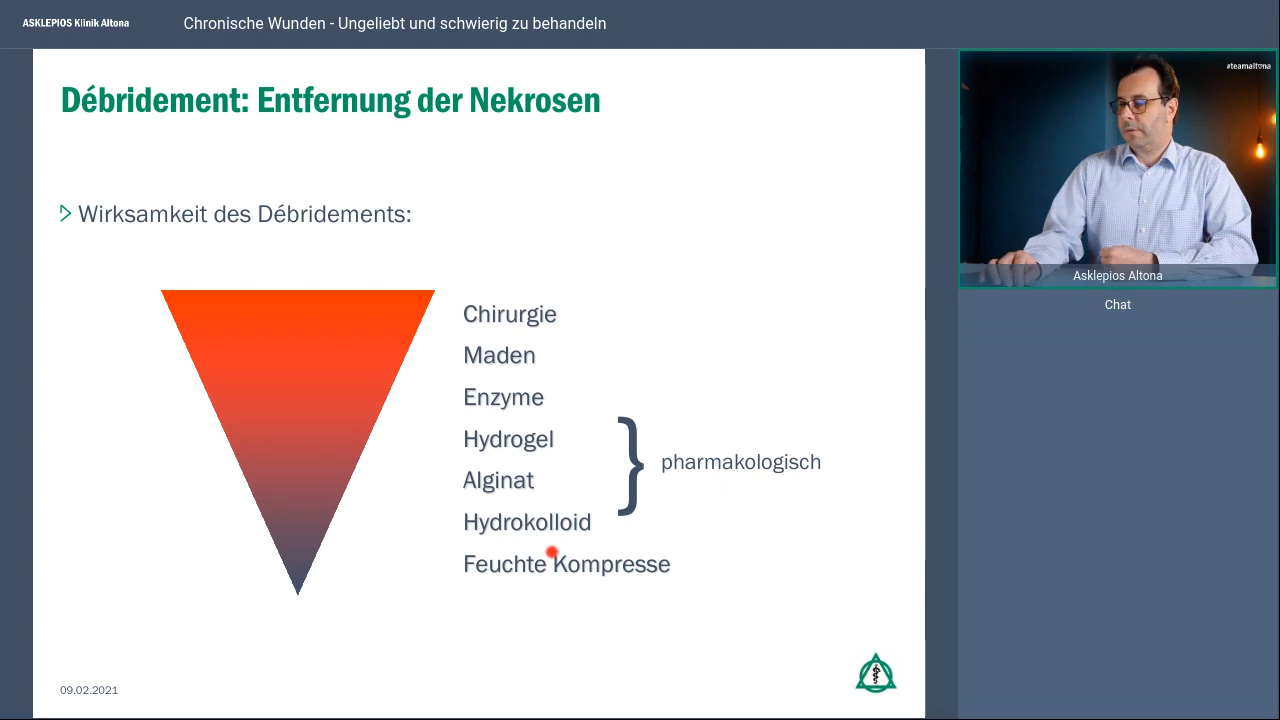 ASKLEPIOS Klinik Altona
Chronische Wunden - Ungeliebt und schwierig zu behandeln
Débridement: Entfernung der Nekrosen
Wirksamkeit des Débridements:
Chirurgie
Maden
Enzyme
Hydrogel
Alginat
Hydrokolloid
Feuchte Kompresse
} pharmakologisch
09.02.2021
#teamaltona
Asklepios Altona
Chat